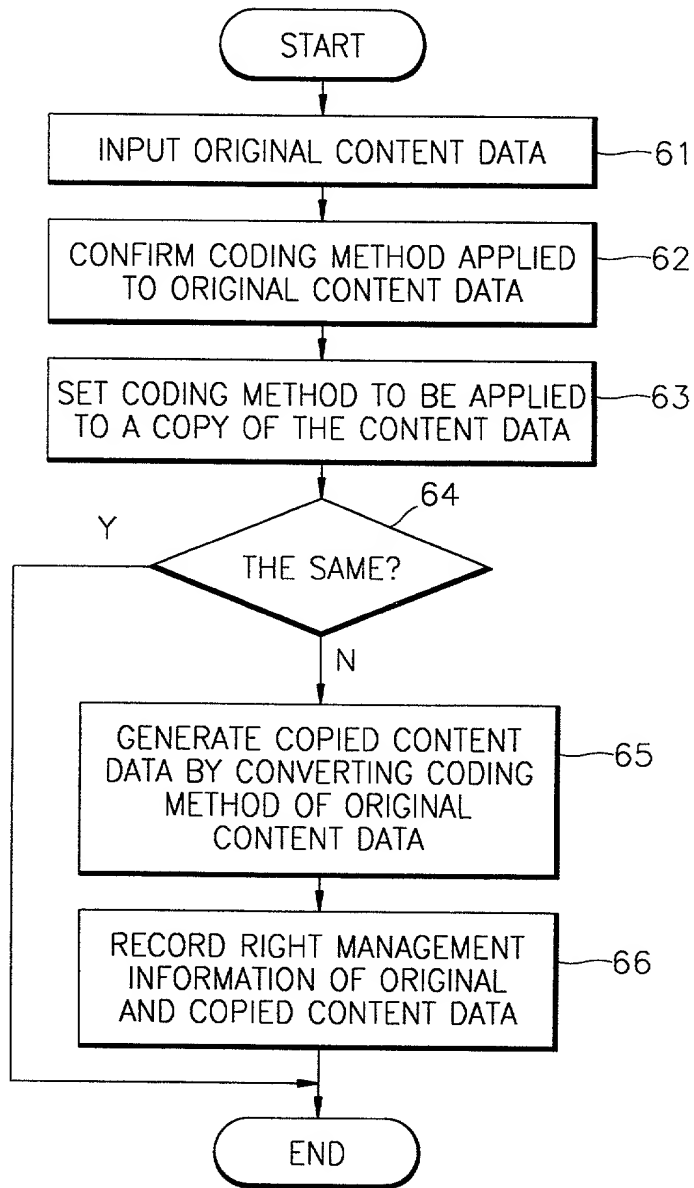 START
INPUT ORIGINAL CONTENT DATA
61
CONFIRM CODING METHOD APPLIED
TO ORIGINAL CONTENT DATA
62
SET CODING METHOD TO BE APPLIED
TO A COPY OF THE CONTENT DATA
63
64
Y
THE SAME?
N
GENERATE COPIED CONTENT
DATA BY CONVERTING CODING
METHOD OF ORIGINAL
CONTENT DATA
65
RECORD RIGHT MANAGEMENT
INFORMATION OF ORIGINAL
AND COPIED CONTENT DATA
66
END